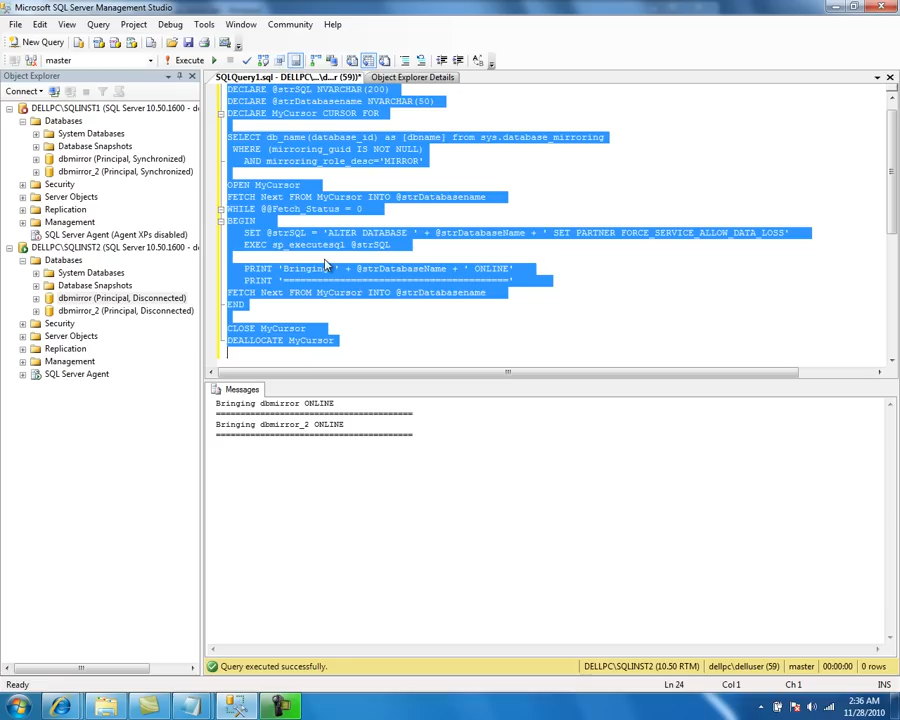 Microsoft SQL Server Management Studio
File Edit View Query Project Debug Tools Window Community Help
New Query
master
Execute
Object Explorer
SQLQuery1.sql - DELLPC\...\d...r (59))*
Object Explorer Details
Connect
DELLPC\SQLINST1 (SQL Server 10.50.1600 -
Databases
System Databases
Database Snapshots
dbmirror (Principal, Synchronized)
dbmirror_2 (Principal, Synchronized)
Security
Server Objects
Replication
Management
SQL Server Agent (Agent XPs disabled)
DELLPC\SQLINST2 (SQL Server 10.50.1600 -
Databases
System Databases
Database Snapshots
dbmirror (Principal, Disconnected)
dbmirror_2 (Principal, Disconnected)
Security
Server Objects
Replication
Management
SQL Server Agent
DECLARE @strSQL NVARCHAR(200)
DECLARE @strDatabasename NVARCHAR(50)
DECLARE MyCursor CURSOR FOR
SELECT db_name(database_id) as [dbname] from sys.database_mirroring
WHERE (mirroring_guid IS NOT NULL)
AND mirroring_role_desc='MIRROR'
OPEN MyCursor
FETCH Next FROM MyCursor INTO @strDatabasename
WHILE @@Fetch_Status = 0
BEGIN
SET @strSQL = 'ALTER DATABASE ' + @strDatabaseName + ' SET PARTNER FORCE_SERVICE_ALLOW_DATA_LOSS'
EXEC sp_executesql @strSQL
PRINT 'Bringing ' + @strDatabaseName + ' ONLINE'
PRINT '========================================'
FETCH Next FROM MyCursor INTO @strDatabasename
END
CLOSE MyCursor
DEALLOCATE MyCursor
Messages
Bringing dbmirror ONLINE
========================================
Bringing dbmirror_2 ONLINE
========================================
Query executed successfully.
DELLPC\SQLINST2 (10.50 RTM)
dellpc\delluser (59)
master
00:00:00
0 rows
Ready
Ln 24
Col 1
Ch 1
INS
2:36 AM
11/28/2010